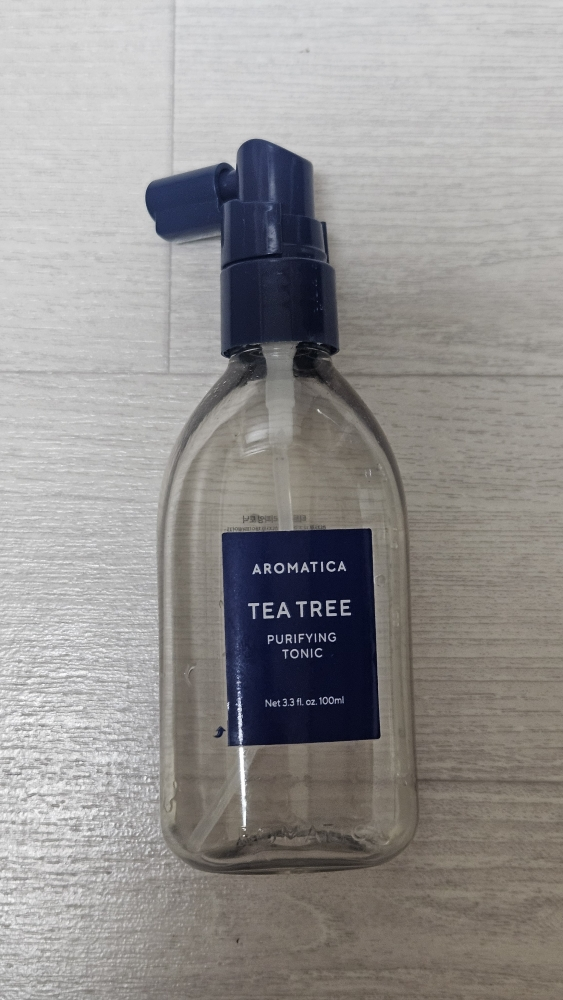 AROMATICA
TEA TREE
PURIFYING
TONIC
Net 3.3 fl. oz. 100ml